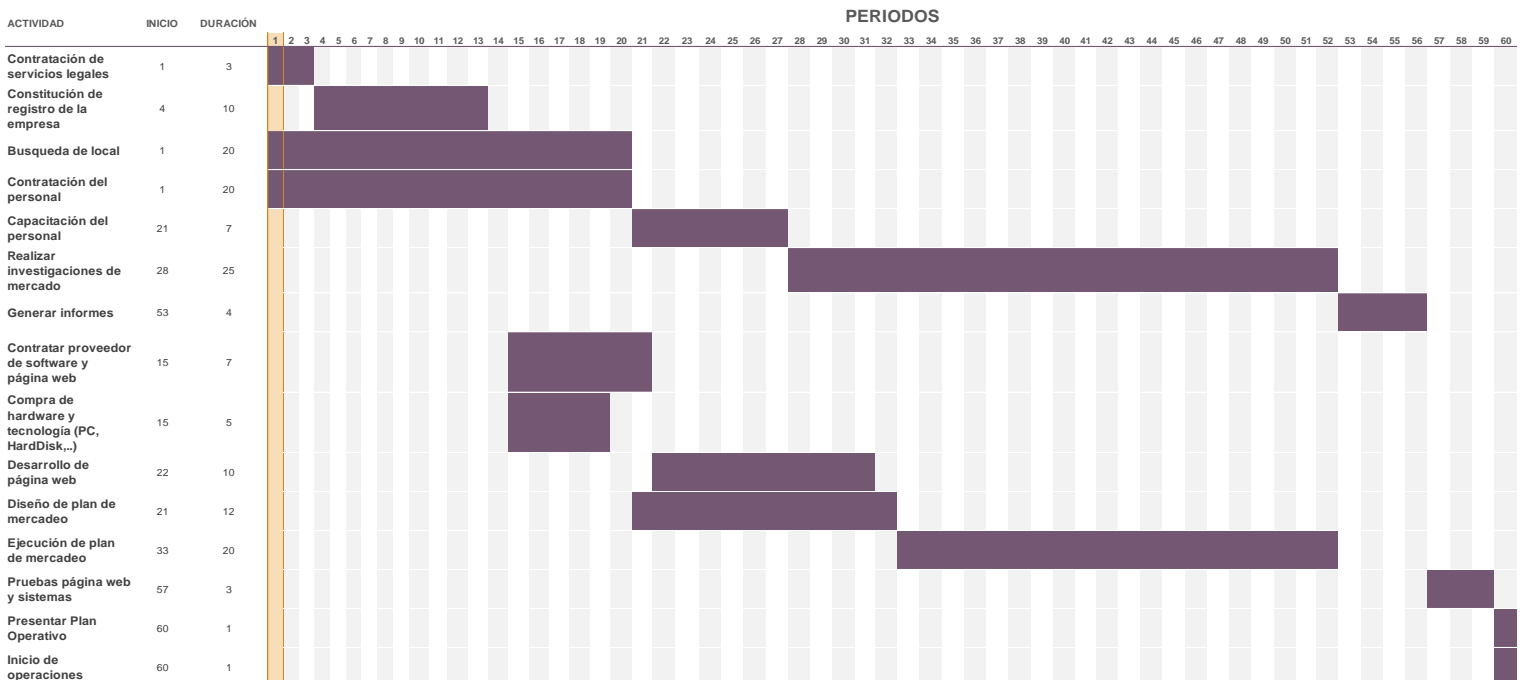 PERIODOS
ACTIVIDAD INICIO DURACIÓN
1 2 3 4 5 6 7 8 9 10 11 12 13 14 15 16 17 18 19 20 21 22 23 24 25 26 27 28 29 30 31 32 33 34 35 36 37 38 39 40 41 42 43 44 45 46 47 48 49 50 51 52 53 54 55 56 57 58 59 60
Contratación de
servicios legales 1 3
Constitución de
registro de la 4 10
empresa
Busqueda de local 1 20
Contratación del
personal 1 20
Capacitación del
personal 21 7
Realizar
investigaciones de 28 25
mercado
Generar informes 53 4
Contratar proveedor
de software y 15 7
página web
Compra de
hardware y 15 5
tecnología (PC,
HardDisk,..)
Desarrollo de
página web 22 10
Diseño de plan de
mercadeo 21 12
Ejecución de plan
de mercadeo 33 20
Pruebas página web
y sistemas 57 3
Presentar Plan
Operativo 60 1
Inicio de
operaciones 60 1